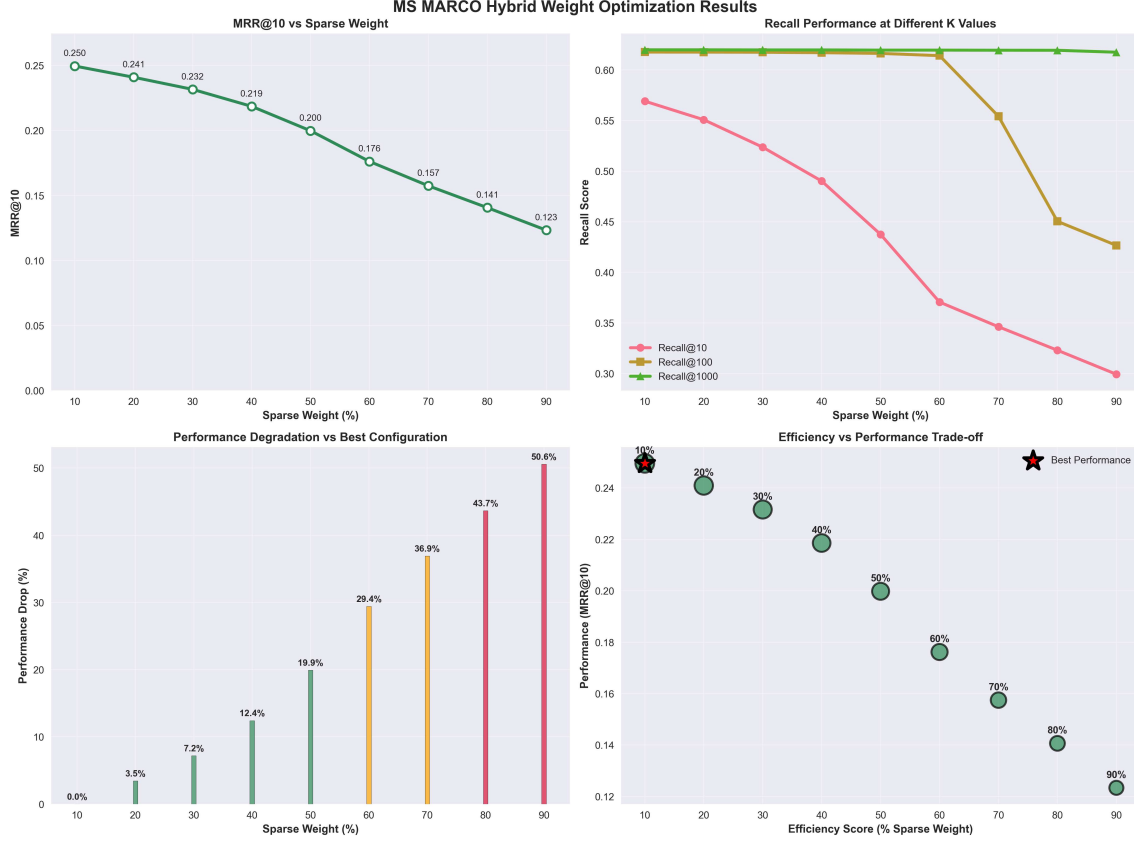 MS MARCO Hybrid Weight Optimization Results
MRR@10 vs Sparse Weight
MRR@10
0.25
0.20
0.15
0.10
0.05
0.00
0.250
0.241
0.232
0.219
0.200
0.176
0.157
0.141
0.123
10 20 30 40 50 60 70 80 90
Sparse Weight (%)
Recall Performance at Different K Values
Recall Score
0.60
0.55
0.50
0.45
0.40
0.35
0.30
Recall@10
Recall@100
Recall@1000
10 20 30 40 50 60 70 80 90
Sparse Weight (%)
Performance Degradation vs Best Configuration
Performance Drop (%)
50
40
30
20
10
0
0.0%
3.5%
7.2%
12.4%
19.9%
29.4%
36.9%
43.7%
50.6%
10 20 30 40 50 60 70 80 90
Sparse Weight (%)
Efficiency vs Performance Trade-off
Performance (MRR@10)
0.24
0.22
0.20
0.18
0.16
0.14
0.12
10%
20%
30%
40%
50%
60%
70%
80%
90%
Best Performance
10 20 30 40 50 60 70 80 90
Efficiency Score (% Sparse Weight)